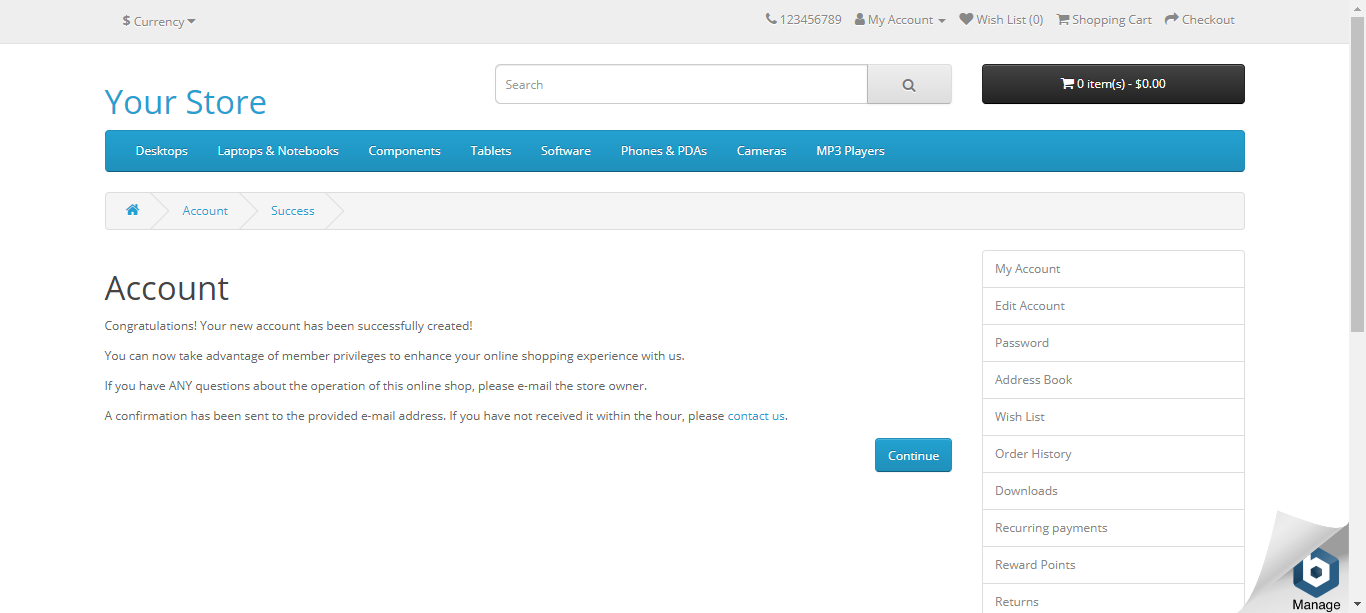 $ Currency
123456789 My Account Wish List (0) Shopping Cart Checkout
Your Store
Search
0 item(s) - $0.00
Desktops Laptops & Notebooks Components Tablets Software Phones & PDAs Cameras MP3 Players
Account Success
Account
Congratulations! Your new account has been successfully created!
You can now take advantage of member privileges to enhance your online shopping experience with us.
If you have ANY questions about the operation of this online shop, please e-mail the store owner.
A confirmation has been sent to the provided e-mail address. If you have not received it within the hour, please contact us.
Continue
My Account
Edit Account
Password
Address Book
Wish List
Order History
Downloads
Recurring payments
Reward Points
Returns
Manage